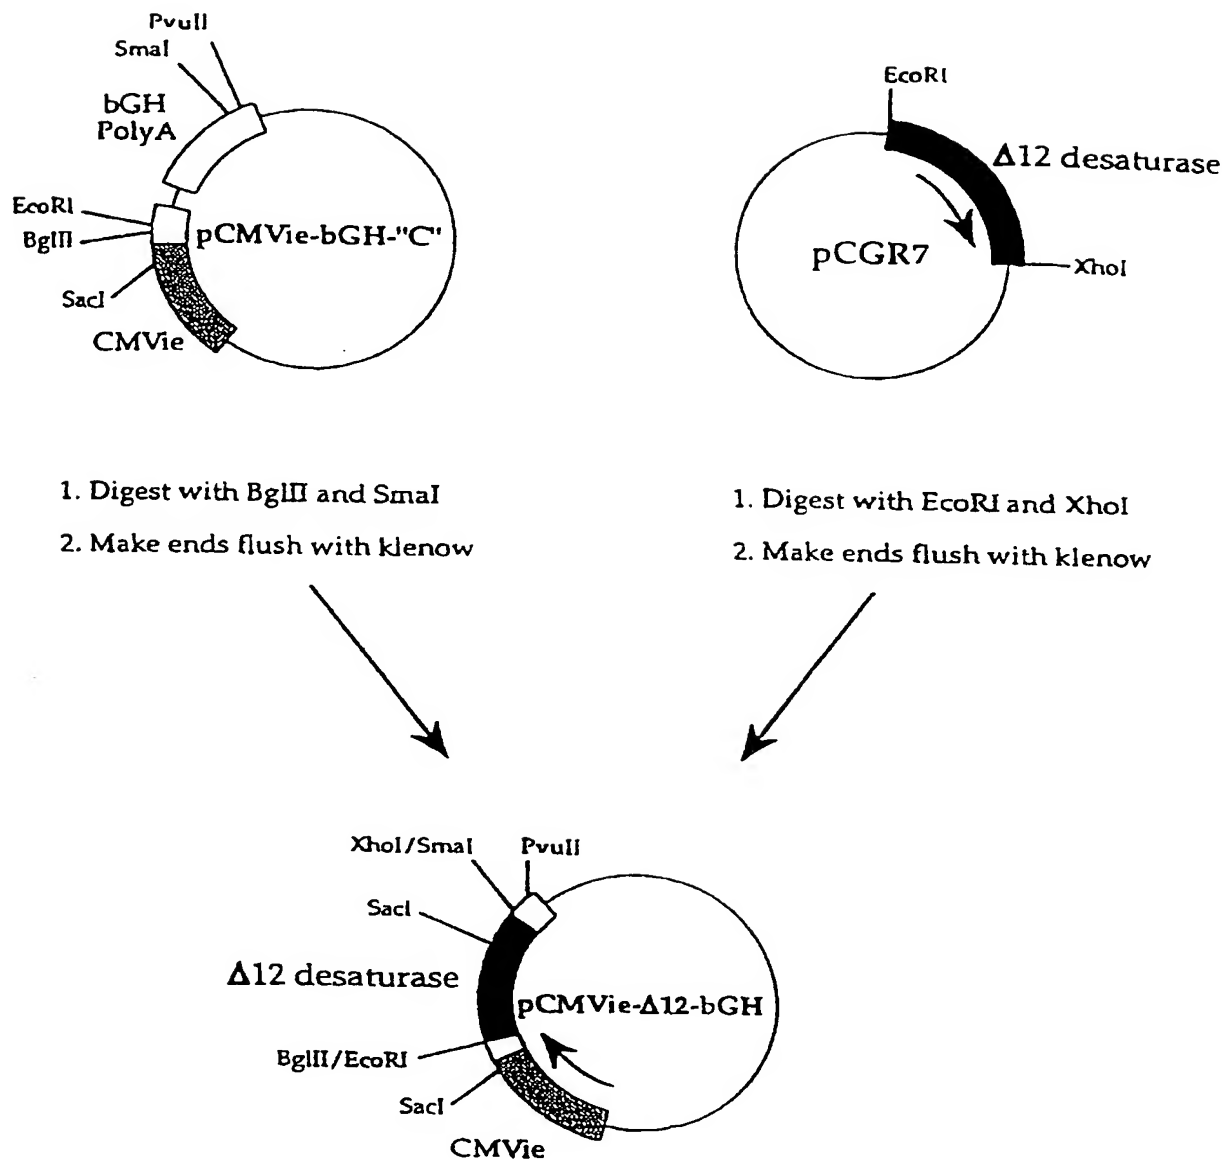 PvuII
SmaI
bGH
PolyA
EcoRI
BglII
pCMVie-bGH-"C"
SacI
CMVie
EcoRI
Δ12 desaturase
pCGR7
XhoI
1. Digest with BglII and SmaI
2. Make ends flush with klenow
1. Digest with EcoRI and XhoI
2. Make ends flush with klenow
XhoI/SmaI
PvuII
SacI
Δ12 desaturase
pCMVie-Δ12-bGH
BglII/EcoRI
SacI
CMVie